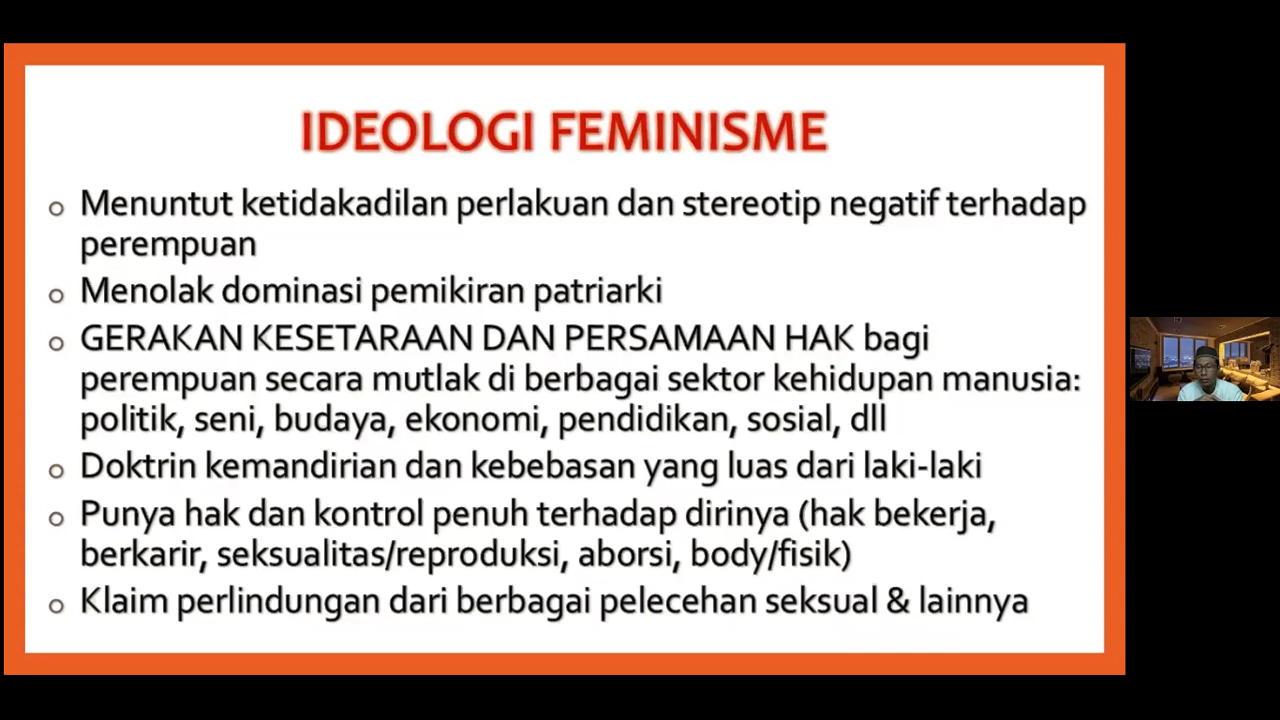 IDEOLOGI FEMINISME
Menuntut ketidakadilan perlakuan dan stereotip negatif terhadap
perempuan
Menolak dominasi pemikiran patriarki
GERAKAN KESETARAAN DAN PERSAMAAN HAK bagi
perempuan secara mutlak di berbagai sektor kehidupan manusia:
politik, seni, budaya, ekonomi, pendidikan, sosial, dll
Doktrin kemandirian dan kebebasan yang luas dari laki-laki
Punya hak dan kontrol penuh terhadap dirinya (hak bekerja,
berkarir, seksualitas/reproduksi, aborsi, body/fisik)
Klaim perlindungan dari berbagai pelecehan seksual & lainnya